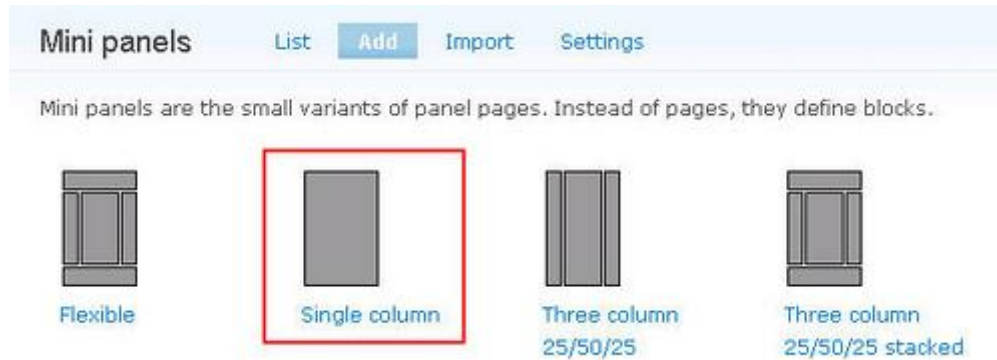 Mini panels List Add Import Settings
Mini panels are the small variants of panel pages. Instead of pages, they define blocks.
Flexible
Single column
Three column
25/50/25
Three column
25/50/25 stacked